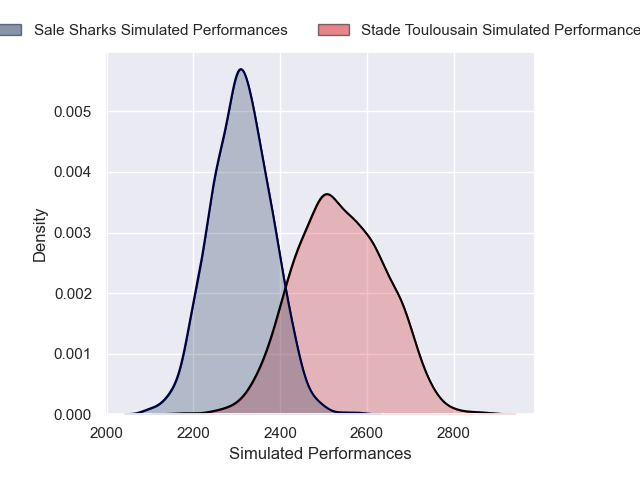 Sale Sharks Simulated Performances
Stade Toulousain Simulated Performance
0.005
0.004
0.003
0.002
0.001
0.000
Density
2000 2200 2400 2600 2800
Simulated Performances